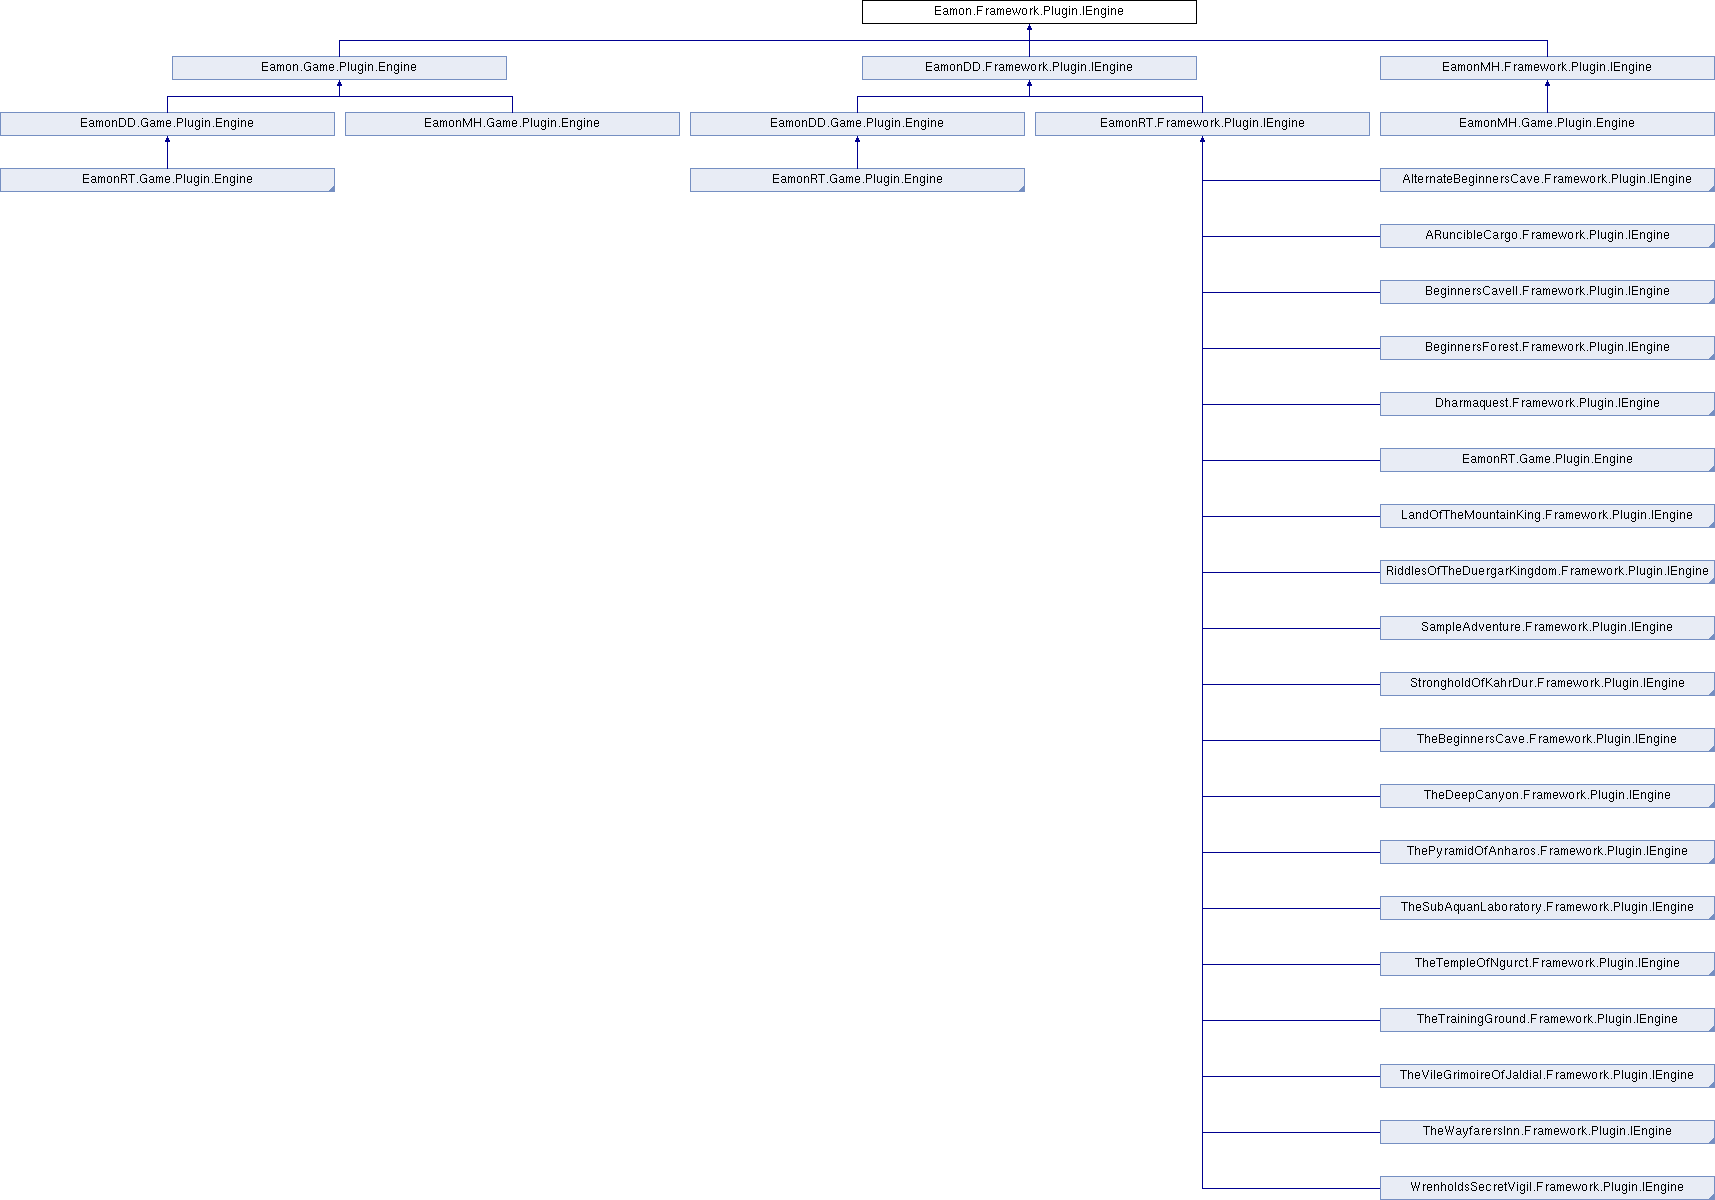 Eamon.Framework.Plugin.IEngine
Eamon.Game.Plugin.Engine
EamonDD.Framework.Plugin.IEngine
EamonMH.Framework.Plugin.IEngine
EamonDD.Game.Plugin.Engine
EamonMH.Game.Plugin.Engine
EamonDD.Game.Plugin.Engine
EamonRT.Framework.Plugin.IEngine
EamonMH.Game.Plugin.Engine
EamonRT.Game.Plugin.Engine
EamonRT.Game.Plugin.Engine
AlternateBeginnersCave.Framework.Plugin.IEngine
ARuncibleCargo.Framework.Plugin.IEngine
BeginnersCaveII.Framework.Plugin.IEngine
BeginnersForest.Framework.Plugin.IEngine
Dharmaquest.Framework.Plugin.IEngine
EamonRT.Game.Plugin.Engine
LandOfTheMountainKing.Framework.Plugin.IEngine
RiddlesOfTheDuergarKingdom.Framework.Plugin.IEngine
SampleAdventure.Framework.Plugin.IEngine
StrongholdOfKahrDur.Framework.Plugin.IEngine
TheBeginnersCave.Framework.Plugin.IEngine
TheDeepCanyon.Framework.Plugin.IEngine
ThePyramidOfAnharos.Framework.Plugin.IEngine
TheSubAquanLaboratory.Framework.Plugin.IEngine
TheTempleOfNgurct.Framework.Plugin.IEngine
TheTrainingGround.Framework.Plugin.IEngine
TheVileGrimoireOfJaldial.Framework.Plugin.IEngine
TheWayfarersInn.Framework.Plugin.IEngine
WrenholdsSecretVigil.Framework.Plugin.IEngine